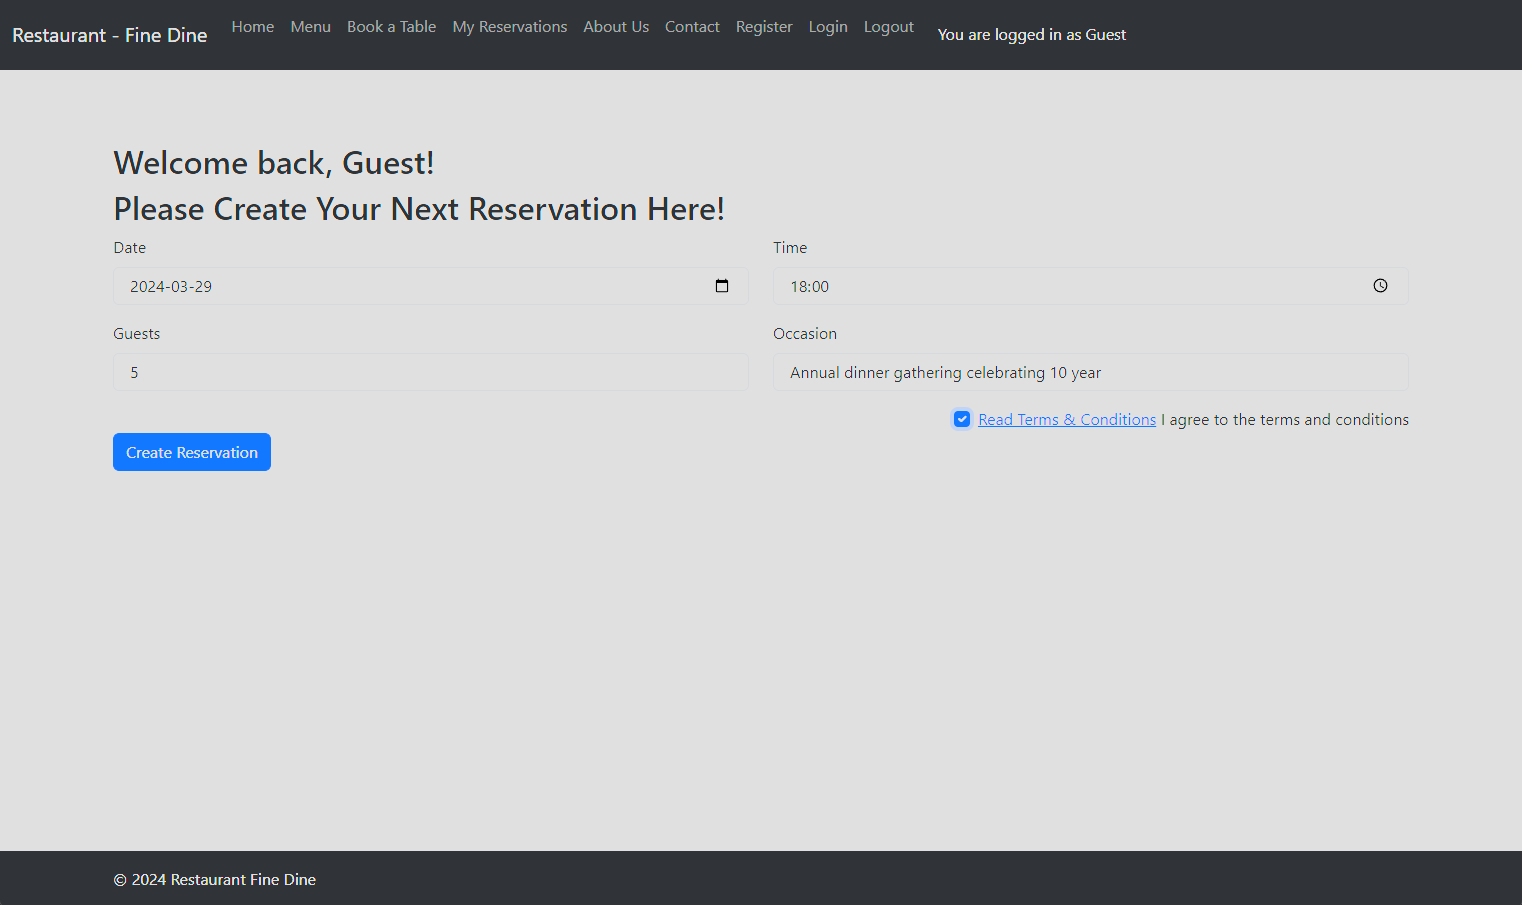 Restaurant - Fine Dine Home Menu Book a Table My Reservations About Us Contact Register Login Logout You are logged in as Guest
Welcome back, Guest!
Please Create Your Next Reservation Here!
Date Time
2024-03-29 18:00
Guests Occasion
5 Annual dinner gathering celebrating 10 year
Read Terms & Conditions I agree to the terms and conditions
Create Reservation
© 2024 Restaurant Fine Dine